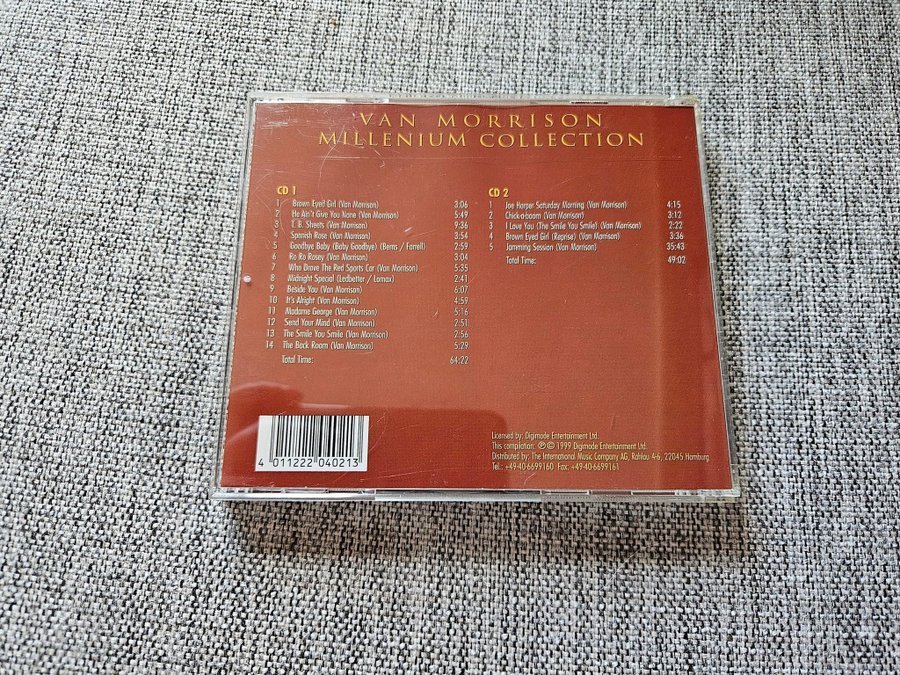 VAN MORRISON
MILLENIUM COLLECTION
CD 1
1 Brown Eyed Girl (Van Morrison) 3:06
2 He Ain't Give You None (Van Morrison) 5:49
3 T. B. Sheets (Van Morrison) 9:36
4 Spanish Rose (Van Morrison) 3:54
5 Goodbye Baby (Baby Goodbye) (Berns / Farrell) 2:59
6 Ro Ro Rosey (Van Morrison) 3:04
7 Who Drove The Red Sports Car (Van Morrison) 5:35
8 Midnight Special (Ledbetter / Lomax) 2:41
9 Beside You (Van Morrison) 6:07
10 It's Alright (Van Morrison) 4:59
11 Madame George (Van Morrison) 5:16
12 Send Your Mind (Van Morrison) 2:51
13 The Smile You Smile (Van Morrison) 2:56
14 The Back Room (Van Morrison) 5:29
Total Time: 64:22
CD 2
1 Joe Harper Saturday Morning (Van Morrison) 4:15
2 Chick-a-boom (Van Morrison) 3:12
3 I Love You (The Smile You Smile) (Van Morrison) 2:22
4 Brown Eyed Girl (Reprise) (Van Morrison) 3:36
5 Jamming Session (Van Morrison) 35:43
Total Time: 49:02
Licensed by: Digimode Entertainment Ltd.
This compilation: ℗ © 1999 Digimode Entertainment Ltd.
Distributed by: The International Music Company AG, Rahlau 4-6, 22045 Hamburg
Tel.: +49-40-6699160 Fax. +49-40-6699161
4 011222 040213